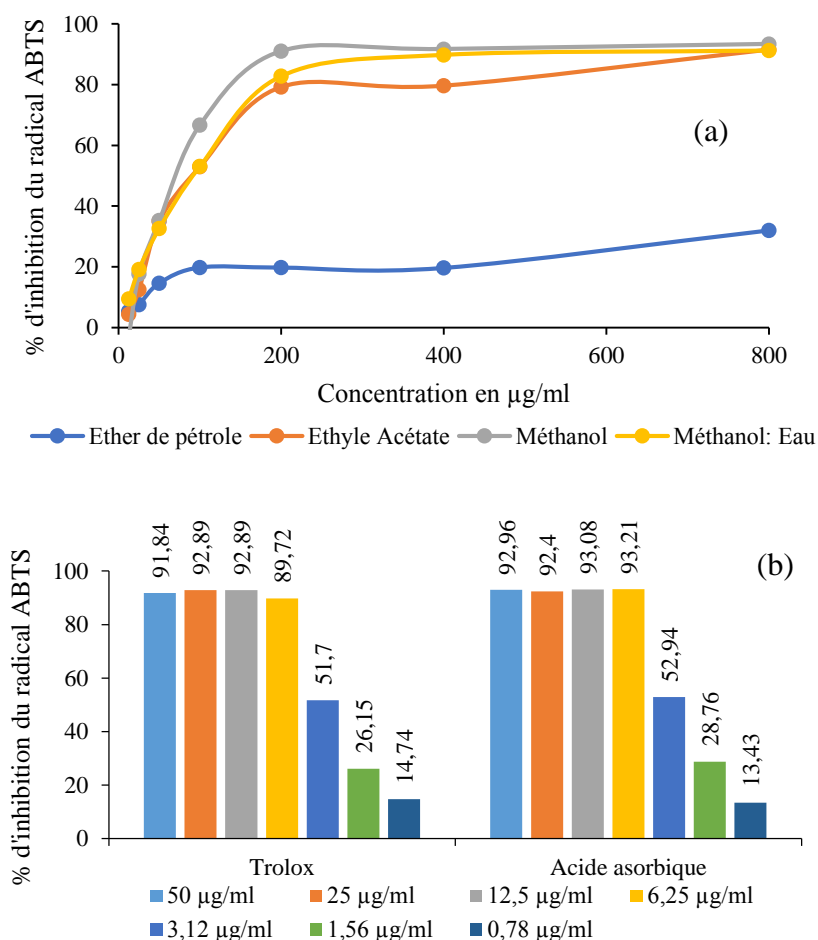 % d'inhibition du radical ABTS
100
80
60
40
20
0
(a)
0 200 400 600 800
Concentration en µg/ml
Ether de pétrole Ethyle Acétate Méthanol Méthanol: Eau
% d'inhibition du radical ABTS
100
80
60
40
20
0
91,84 92,89 92,89 89,72 51,7 26,15 14,74
92,96 92,4 93,08 93,21 52,94 28,76 13,43
(b)
Trolox Acide asorbique
50 µg/ml 25 µg/ml 12,5 µg/ml 6,25 µg/ml
3,12 µg/ml 1,56 µg/ml 0,78 µg/ml